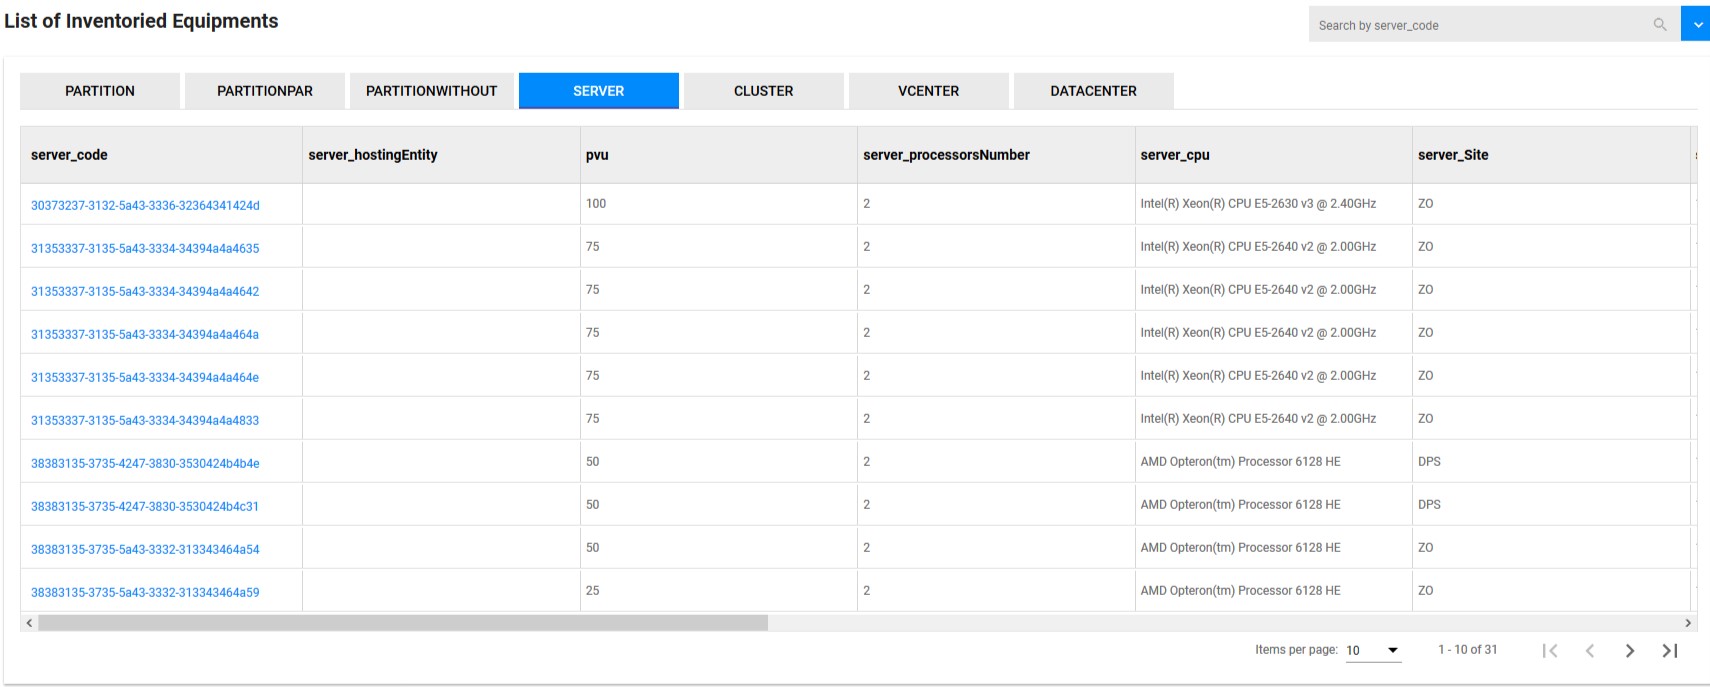 List of Inventoried Equipments
Search by server_code
PARTITION PARTITIONPAR PARTITIONWITHOUT SERVER CLUSTER VCENTER DATACENTER
server_code server_hostingEntity pvu server_processorsNumber server_cpu server_Site
30373237-3132-5a43-3336-32364341424d 100 2 Intel(R) Xeon(R) CPU E5-2630 v3 @ 2.40GHz ZO
31353337-3135-5a43-3334-34394a4a4635 75 2 Intel(R) Xeon(R) CPU E5-2640 v2 @ 2.00GHz ZO
31353337-3135-5a43-3334-34394a4a4642 75 2 Intel(R) Xeon(R) CPU E5-2640 v2 @ 2.00GHz ZO
31353337-3135-5a43-3334-34394a4a464a 75 2 Intel(R) Xeon(R) CPU E5-2640 v2 @ 2.00GHz ZO
31353337-3135-5a43-3334-34394a4a464e 75 2 Intel(R) Xeon(R) CPU E5-2640 v2 @ 2.00GHz ZO
31353337-3135-5a43-3334-34394a4a4833 75 2 Intel(R) Xeon(R) CPU E5-2640 v2 @ 2.00GHz ZO
38383135-3735-4247-3830-3530424b4b4e 50 2 AMD Opteron(tm) Processor 6128 HE DPS
38383135-3735-4247-3830-3530424b4c31 50 2 AMD Opteron(tm) Processor 6128 HE DPS
38383135-3735-5a43-3332-313343464a54 50 2 AMD Opteron(tm) Processor 6128 HE ZO
38383135-3735-5a43-3332-313343464a59 25 2 AMD Opteron(tm) Processor 6128 HE ZO
Items per page: 10 1 - 10 of 31